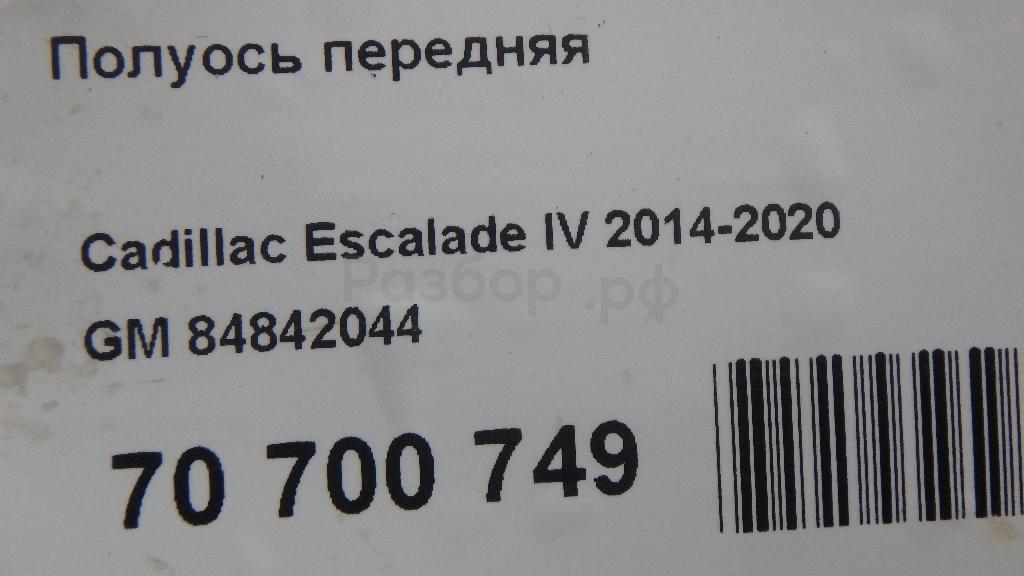 Полуось передняя
Cadillac Escalade IV 2014-2020
Разбор.рф
GM 84842044
70 700 749